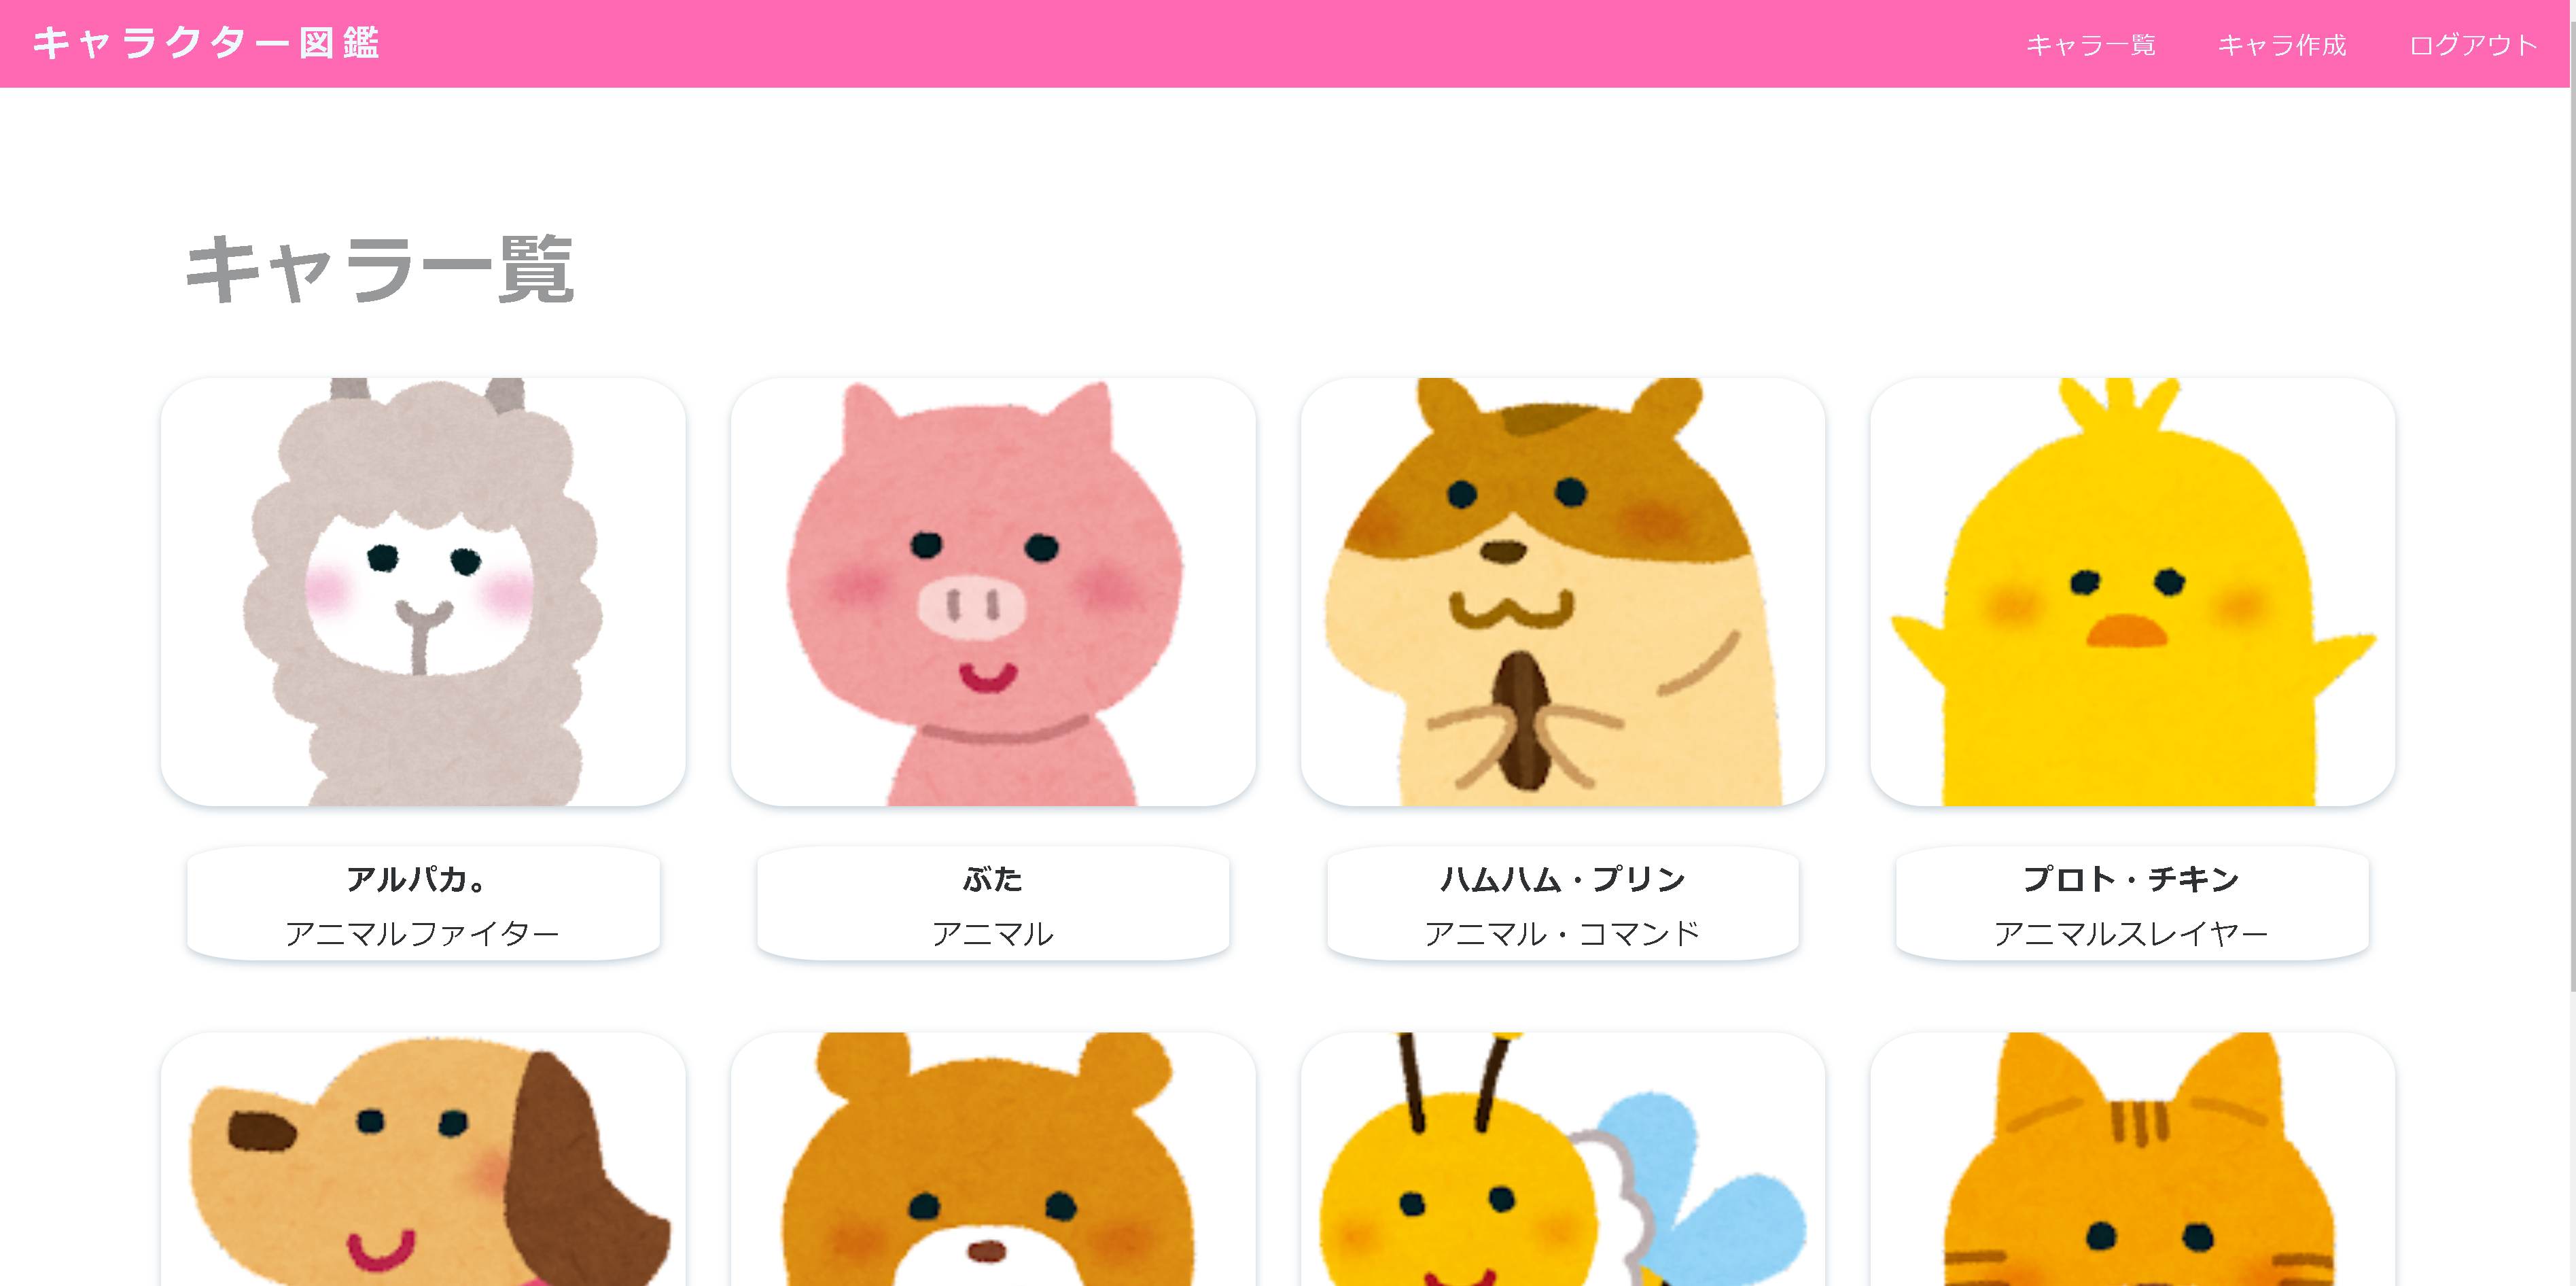 キャラクター図鑑
キャラ一覧
キャラ作成
ログアウト
キャラ一覧
アルパカ。
アニマルファイター
ぶた
アニマル
ハムハム・プリン
アニマル・コマンド
プロト・チキン
アニマルスレイヤー